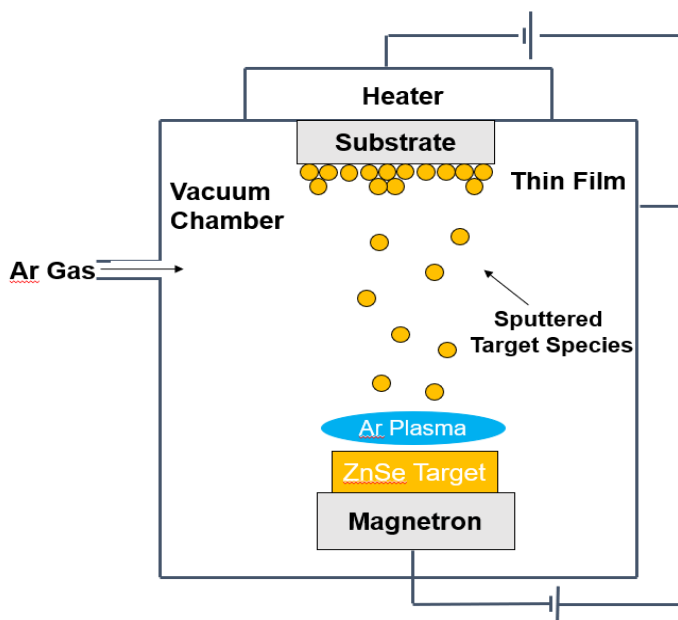 Heater
Substrate
Thin Film
Vacuum
Chamber
Ar Gas
Sputtered
Target Species
Ar Plasma
ZnSe Target
Magnetron